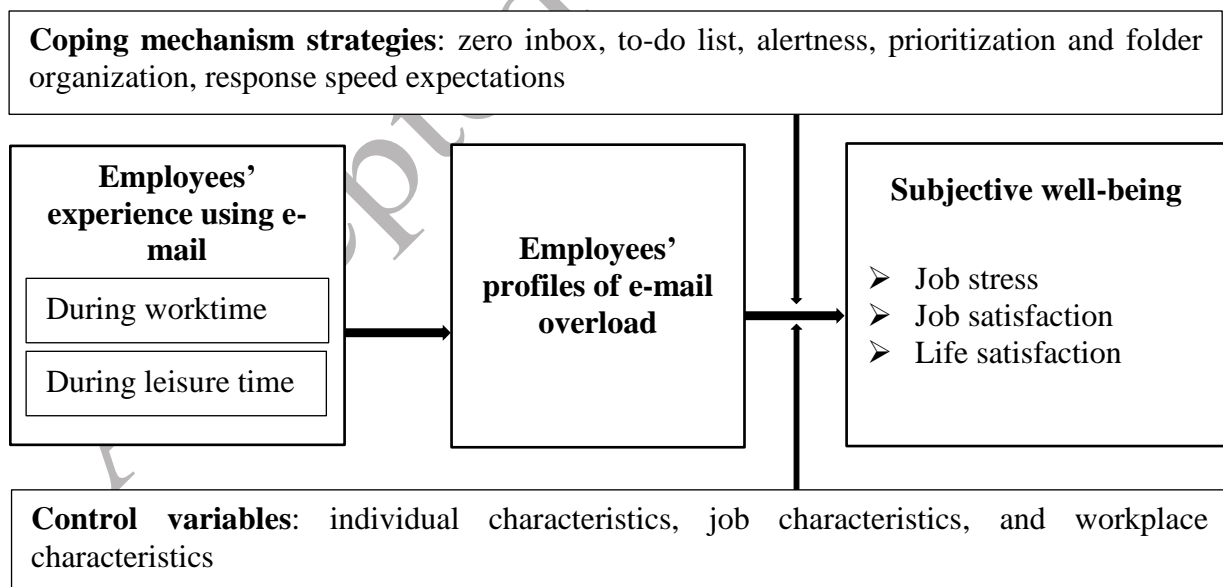 Coping mechanism strategies: zero inbox, to-do list, alertness, prioritization and folder
organization, response speed expectations
Employees’
experience using e-
mail
During worktime
During leisure time
Employees’
profiles of e-mail
overload
Subjective well-being
➢ Job stress
➢ Job satisfaction
➢ Life satisfaction
Control variables: individual characteristics, job characteristics, and workplace
characteristics